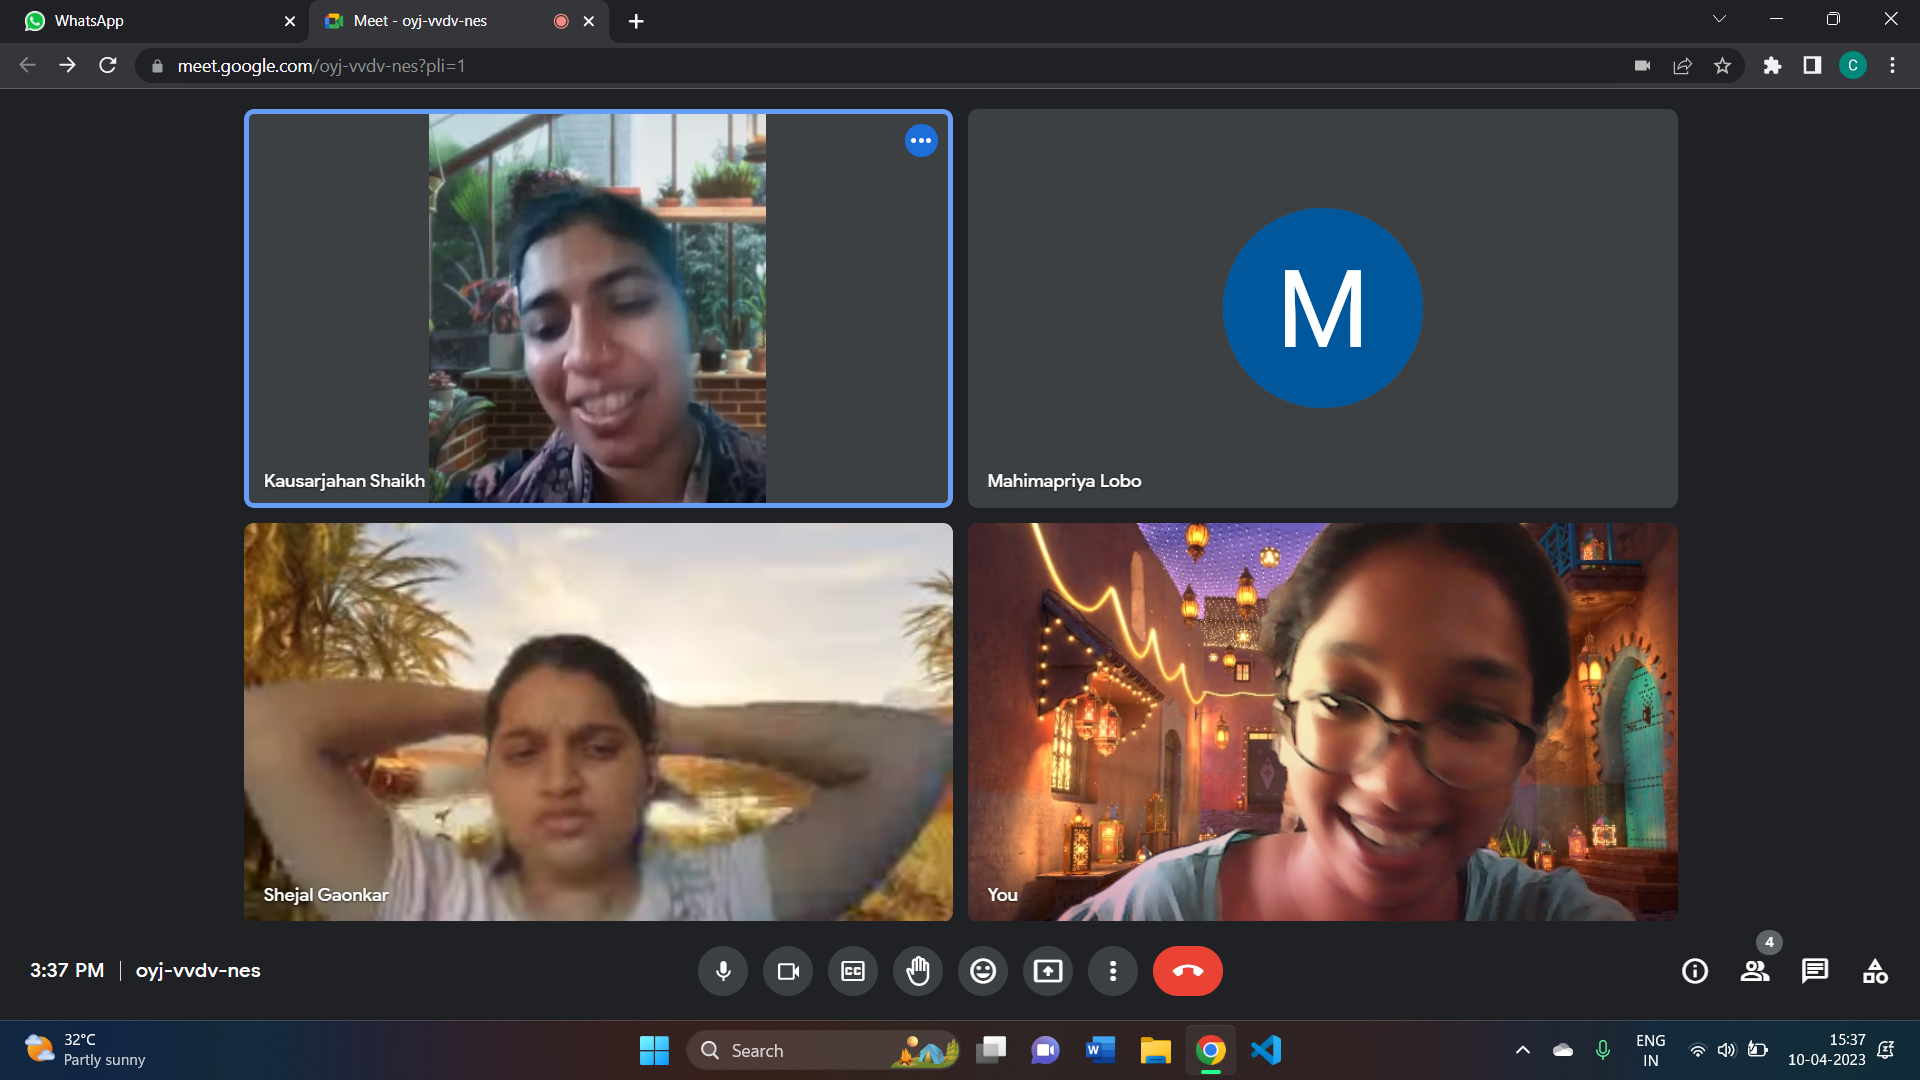 WhatsApp
Meet - oyj-vvdv-nes
meet.google.com/oyj-vvdv-nes?pli=1
C
M
Kausarjahan Shaikh
Mahimapriya Lobo
Shejal Gaonkar
You
3:37 PM | oyj-vvdv-nes
CC
4
32°C
Partly sunny
Search
W
ENG
IN
15:37
10-04-2023